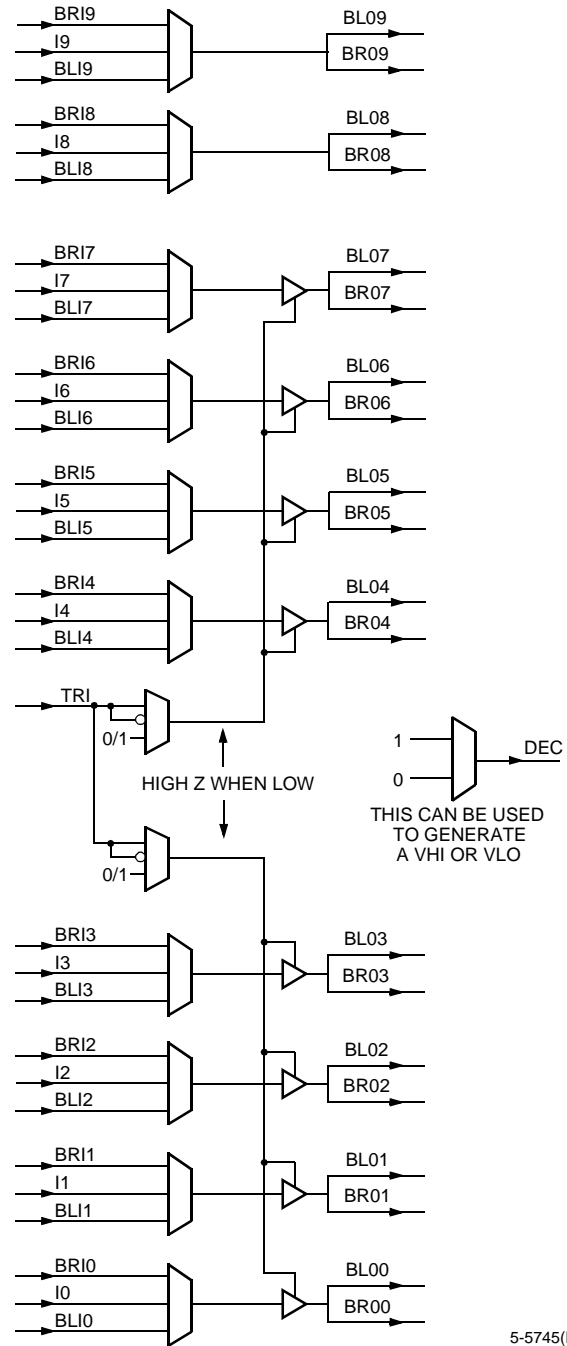 BRI9
I9
BLI9
BL09
BR09
BRI8
I8
BLI8
BL08
BR08
BRI7
I7
BLI7
BL07
BR07
BRI6
I6
BLI6
BL06
BR06
BRI5
I5
BLI5
BL05
BR05
BRI4
I4
BLI4
BL04
BR04
TRI
0/1
HIGH Z WHEN LOW
0/1
1
0
DEC
THIS CAN BE USED
TO GENERATE
A VHI OR VLO
BRI3
I3
BLI3
BL03
BR03
BRI2
I2
BLI2
BL02
BR02
BRI1
I1
BLI1
BL01
BR01
BRI0
I0
BLI0
BL00
BR00
5-5745(